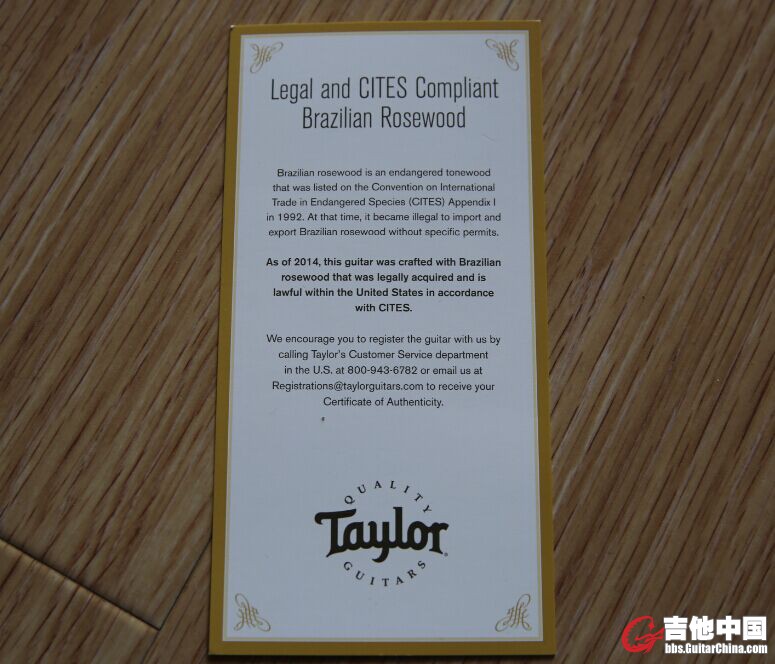 Legal and CITES Compliant
Brazilian Rosewood
Brazilian rosewood is an endangered tonewood
that was listed on the Convention on International
Trade in Endangered Species (CITES) Appendix I
in 1992. At that time, it became illegal to import and
export Brazilian rosewood without specific permits.
As of 2014, this guitar was crafted with Brazilian
rosewood that was legally acquired and is
lawful within the United States in accordance
with CITES.
We encourage you to register the guitar with us by
calling Taylor's Customer Service department
in the U.S. at 800-943-6782 or email us at
Registrations@taylorguitars.com to receive your
Certificate of Authenticity.
QUALITY
Taylor
GUITARS
吉他中国
bbs.GuitarChina.com